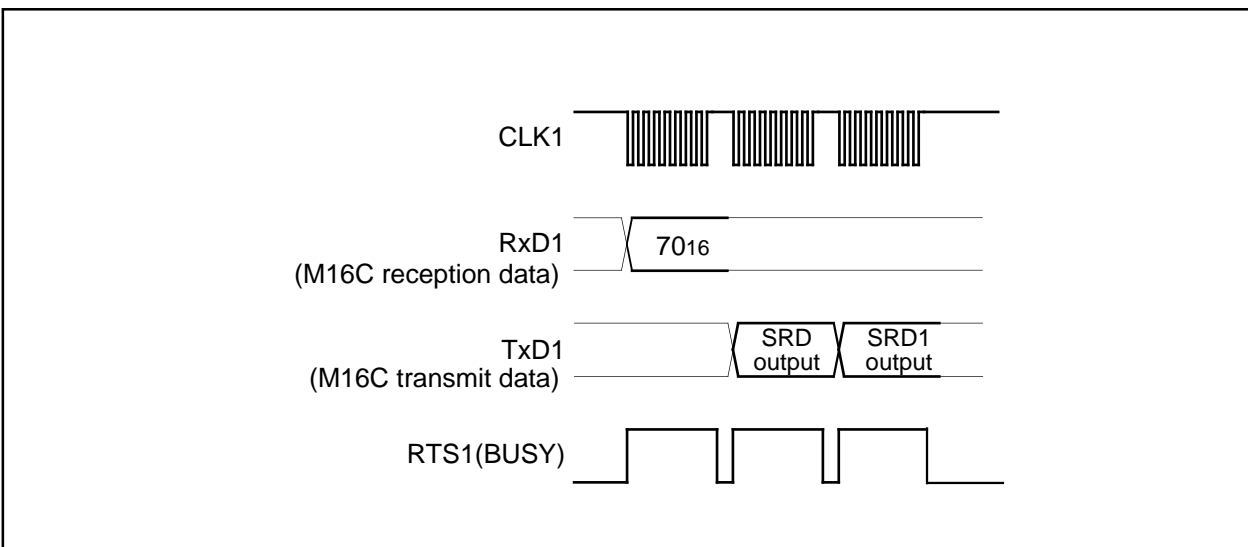 CLK1
RxD1
(M16C reception data)
7016
TxD1
(M16C transmit data)
SRD
output
SRD1
output
RTS1(BUSY)